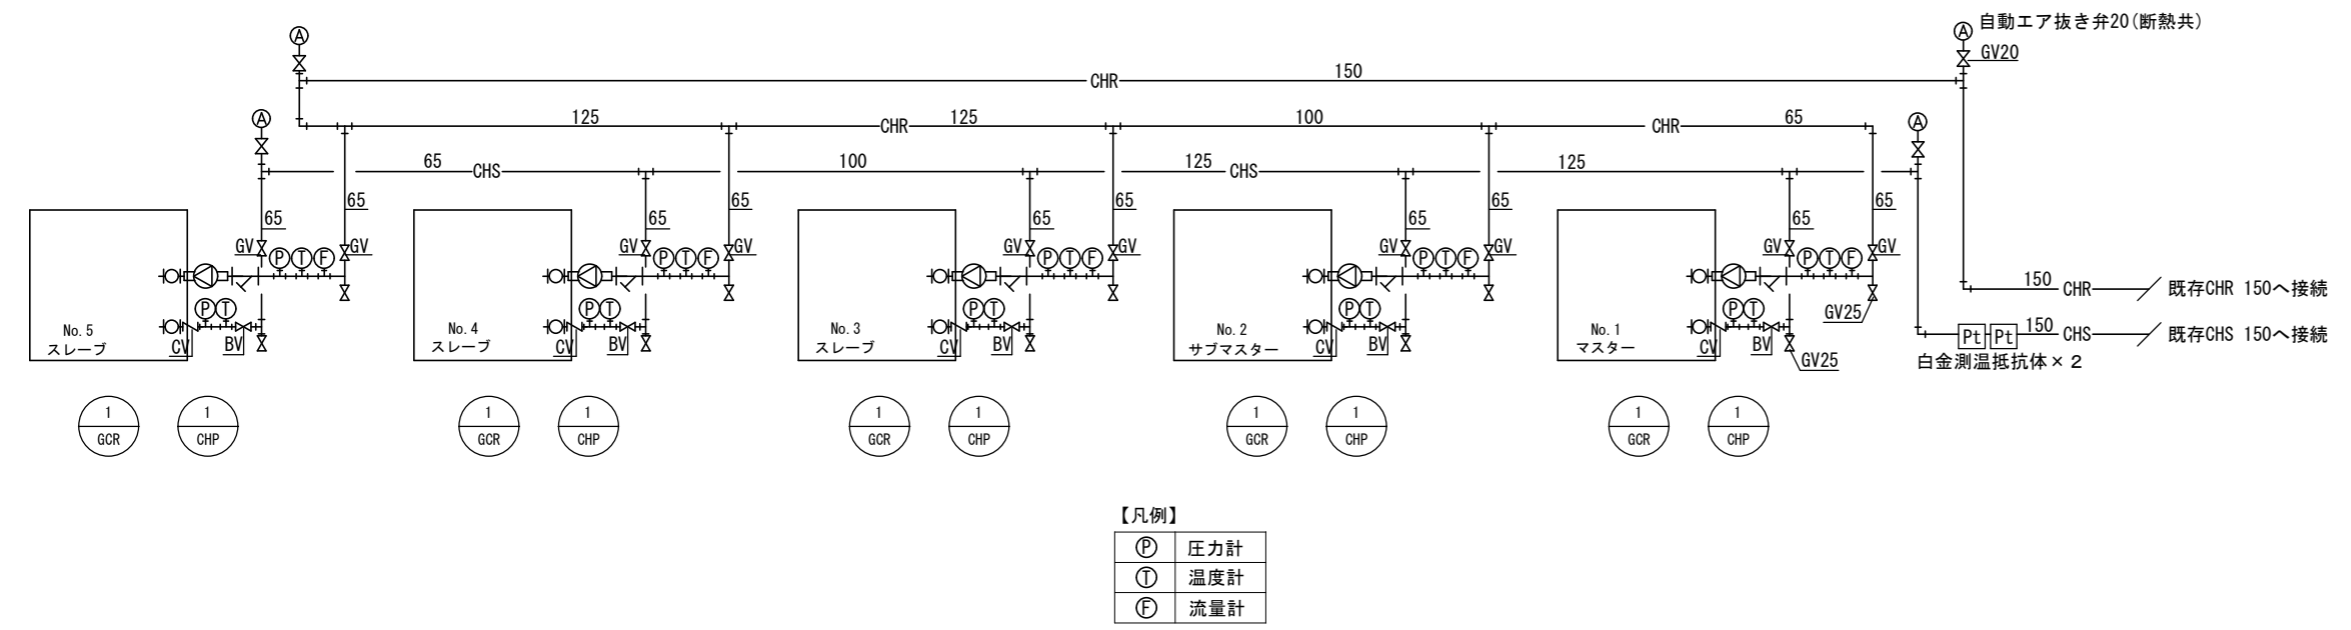 Ⓐ
Ⓐ 自動エア抜き弁20(断熱共)
GV20
CHR 150
125 CHR 125 100 CHR 65
Ⓐ Ⓐ
65 CHS 100 125 CHS 125
65 65 65 65 65
65 65 65 65 65
GV GV GV GV GV GV GV GV GV GV
Ⓟ Ⓣ Ⓕ Ⓟ Ⓣ Ⓕ Ⓟ Ⓣ Ⓕ Ⓟ Ⓣ Ⓕ Ⓟ Ⓣ Ⓕ
150 CHR 既存CHR 150へ接続
Ⓟ Ⓣ Ⓟ Ⓣ Ⓟ Ⓣ Ⓟ Ⓣ Ⓟ Ⓣ
GV25
Pt Pt 150 CHS 既存CHS 150へ接続
白金測温抵抗体×2
No.5
スレーブ
CV BV
No.4
スレーブ
CV BV
No.3
スレーブ
CV BV
No.2
サブマスター
CV BV
No.1
マスター
CV BV
GV25
1 1 1 1 1 1 1 1 1 1
GCR CHP GCR CHP GCR CHP GCR CHP GCR CHP
【凡例】
Ⓟ 圧力計
Ⓣ 温度計
Ⓕ 流量計